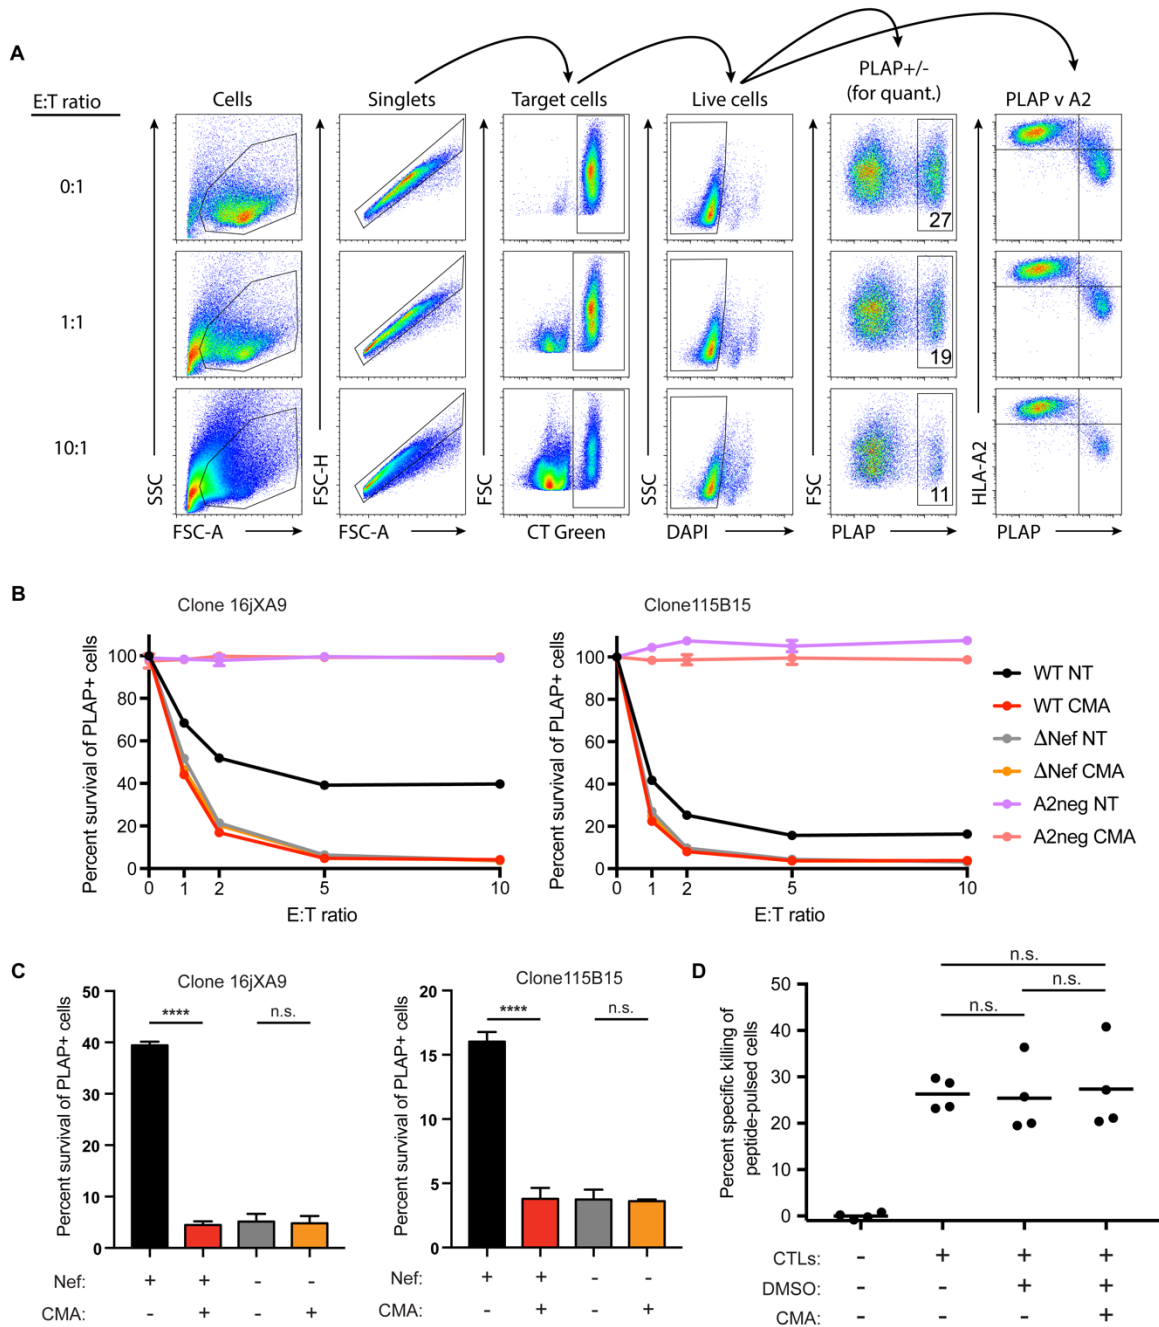 A
E:T ratio
Cells
Singlets
Target cells
Live cells
PLAP+/-
(for quant.)
PLAP v A2
0:1
1:1
10:1
27
19
11
SSC
FSC-H
FSC
SSC
FSC
HLA-A2
FSC-A
FSC-A
CT Green
DAPI
PLAP
PLAP
B
Clone 16jXA9
Percent survival of PLAP+ cells
100
80
60
40
20
0
0 1 2 5 10
E:T ratio
Clone115B15
Percent survival of PLAP+ cells
100
80
60
40
20
0
0 1 2 5 10
E:T ratio
WT NT
WT CMA
ΔNef NT
ΔNef CMA
A2neg NT
A2neg CMA
C
Clone 16jXA9
Percent survival of PLAP+ cells
50
40
30
20
10
0
**** n.s.
Nef: + + - -
CMA: - + - +
Clone115B15
Percent survival of PLAP+ cells
20
15
10
5
0
**** n.s.
Nef: + + - -
CMA: - + - +
D
Percent specific killing of
peptide-pulsed cells
50
40
30
20
10
0
n.s.
n.s.
n.s.
CTLs: - + + +
DMSO: - - + +
CMA: - - - +